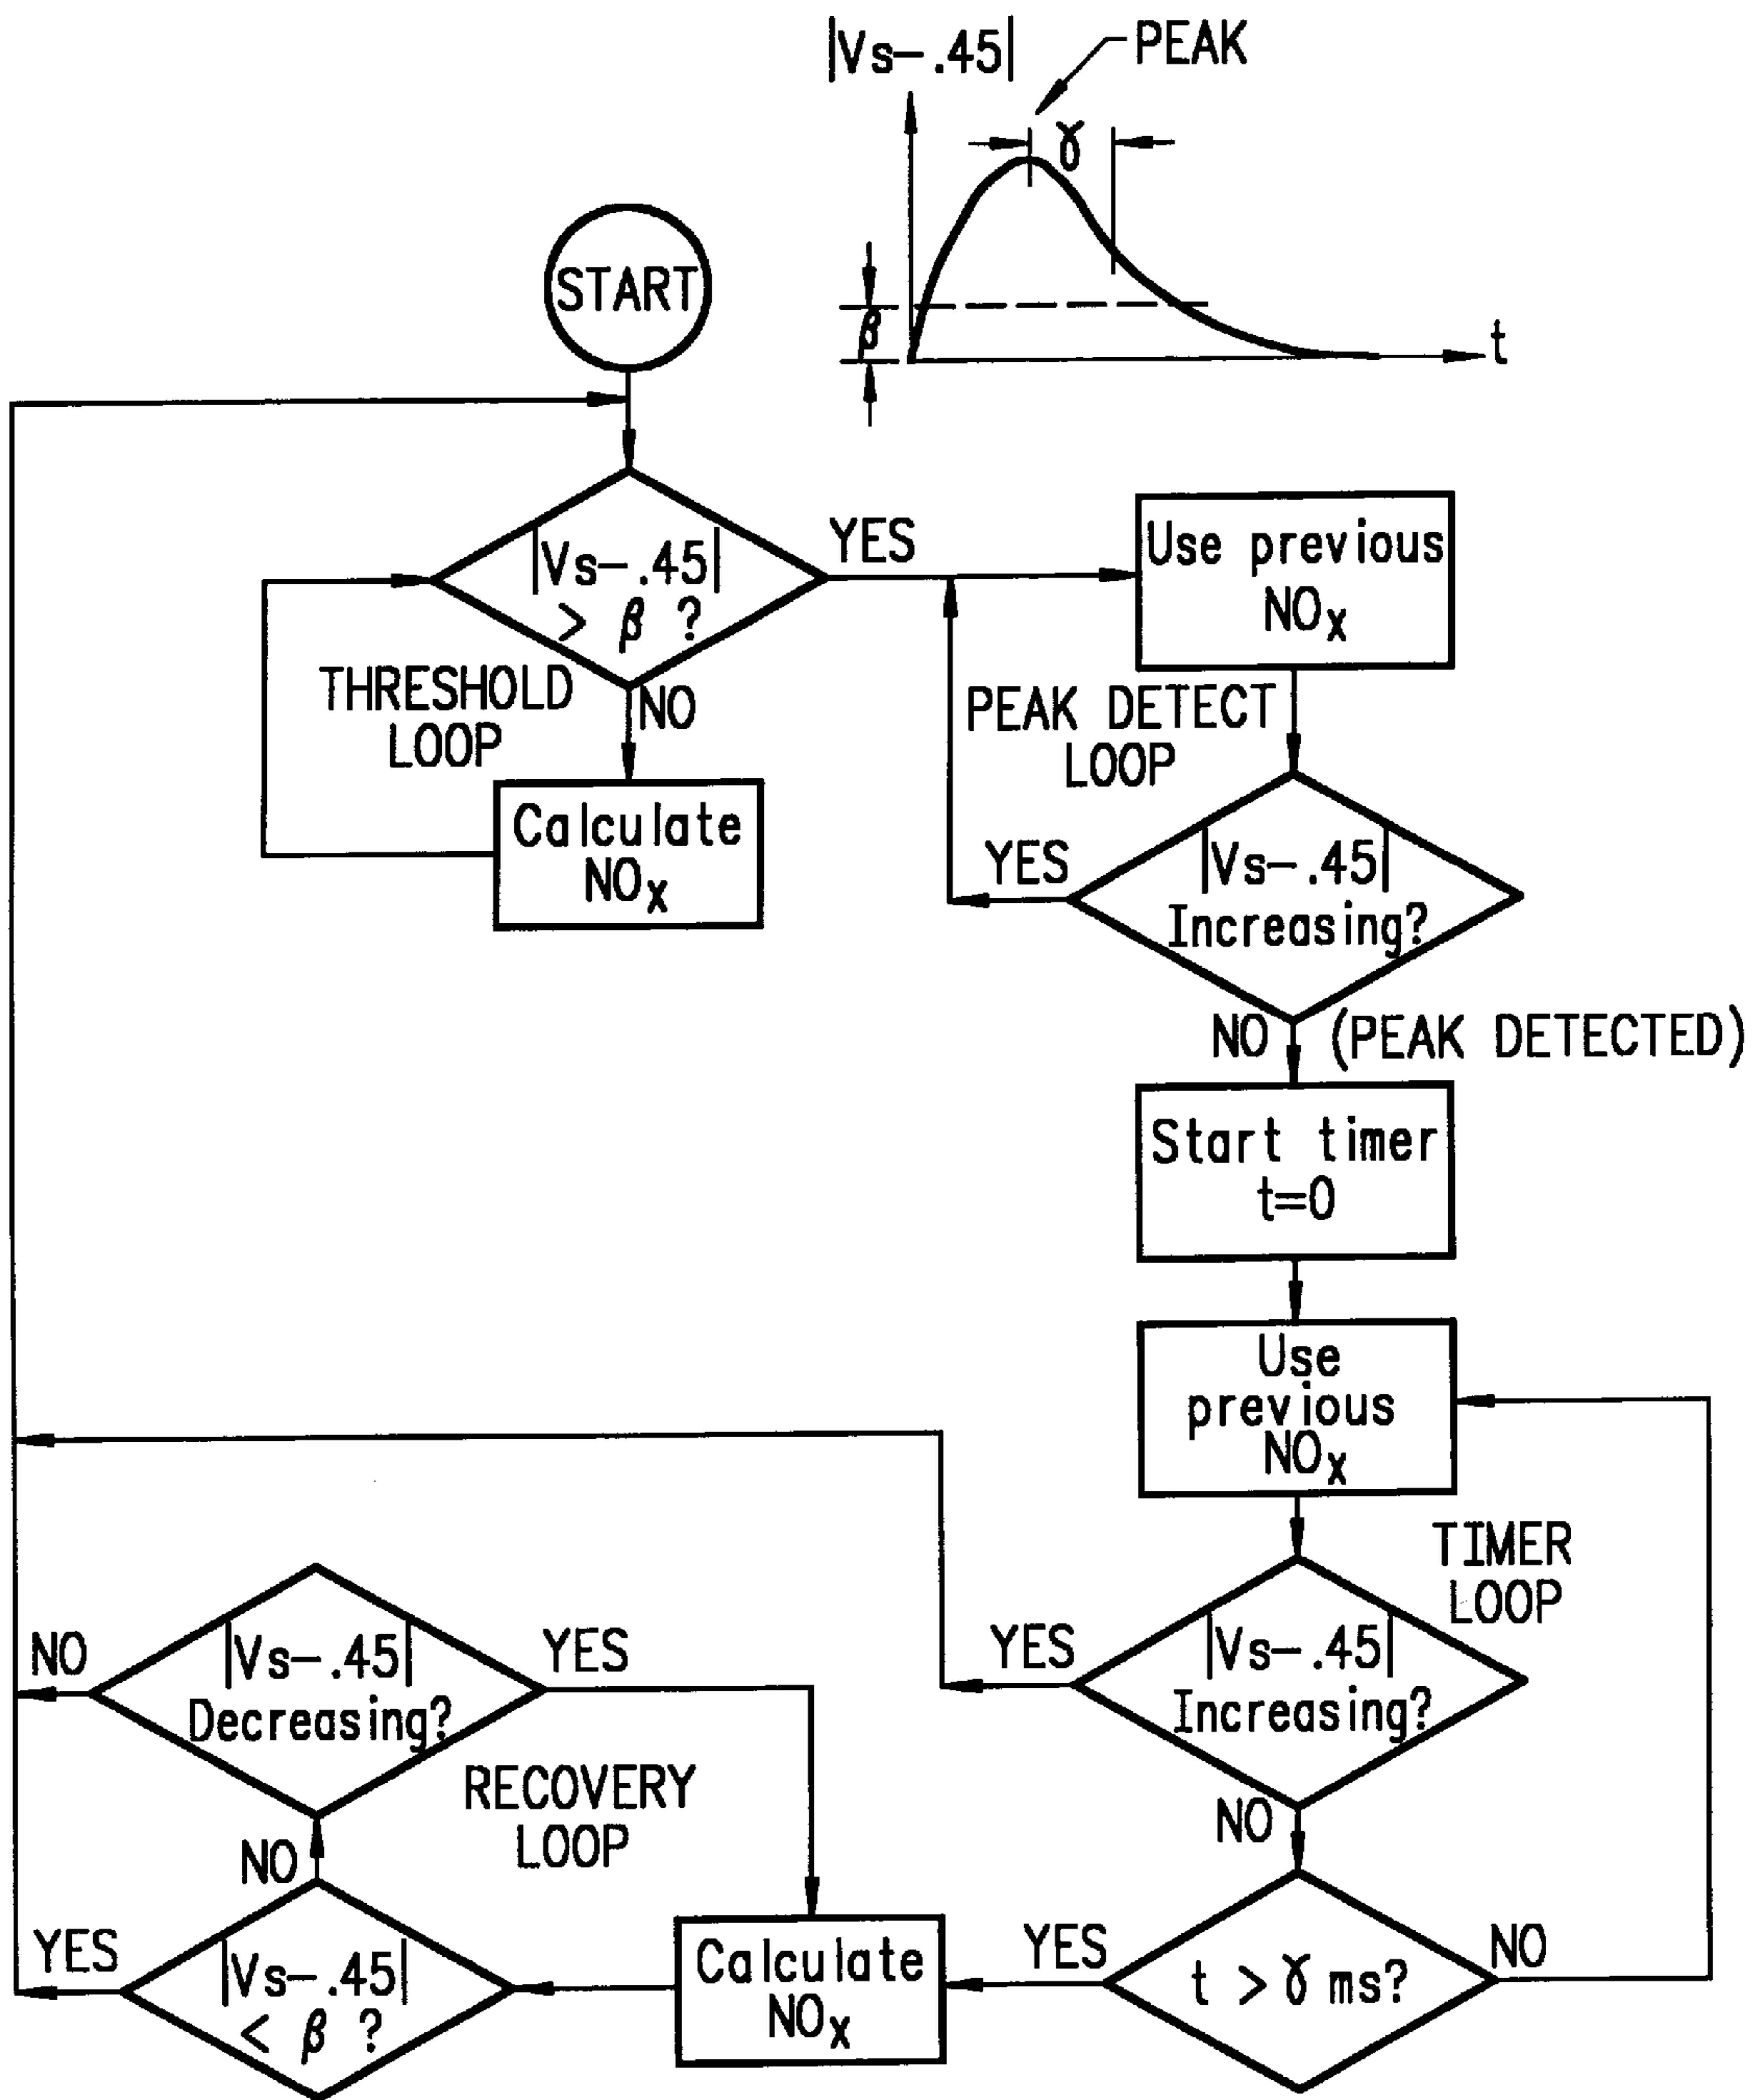 |Vs-.45|
PEAK
γ
β
t
START
|Vs-.45|
> β ?
YES
NO
THRESHOLD
LOOP
Calculate
NOx
Use previous
NOx
PEAK DETECT
LOOP
|Vs-.45|
Increasing?
YES
NO (PEAK DETECTED)
Start timer
t=0
Use
previous
NOx
TIMER
LOOP
|Vs-.45|
Increasing?
YES
NO
t > γ ms?
YES
NO
Calculate
NOx
|Vs-.45|
< β ?
YES
NO
RECOVERY
LOOP
|Vs-.45|
Decreasing?
NO
YES